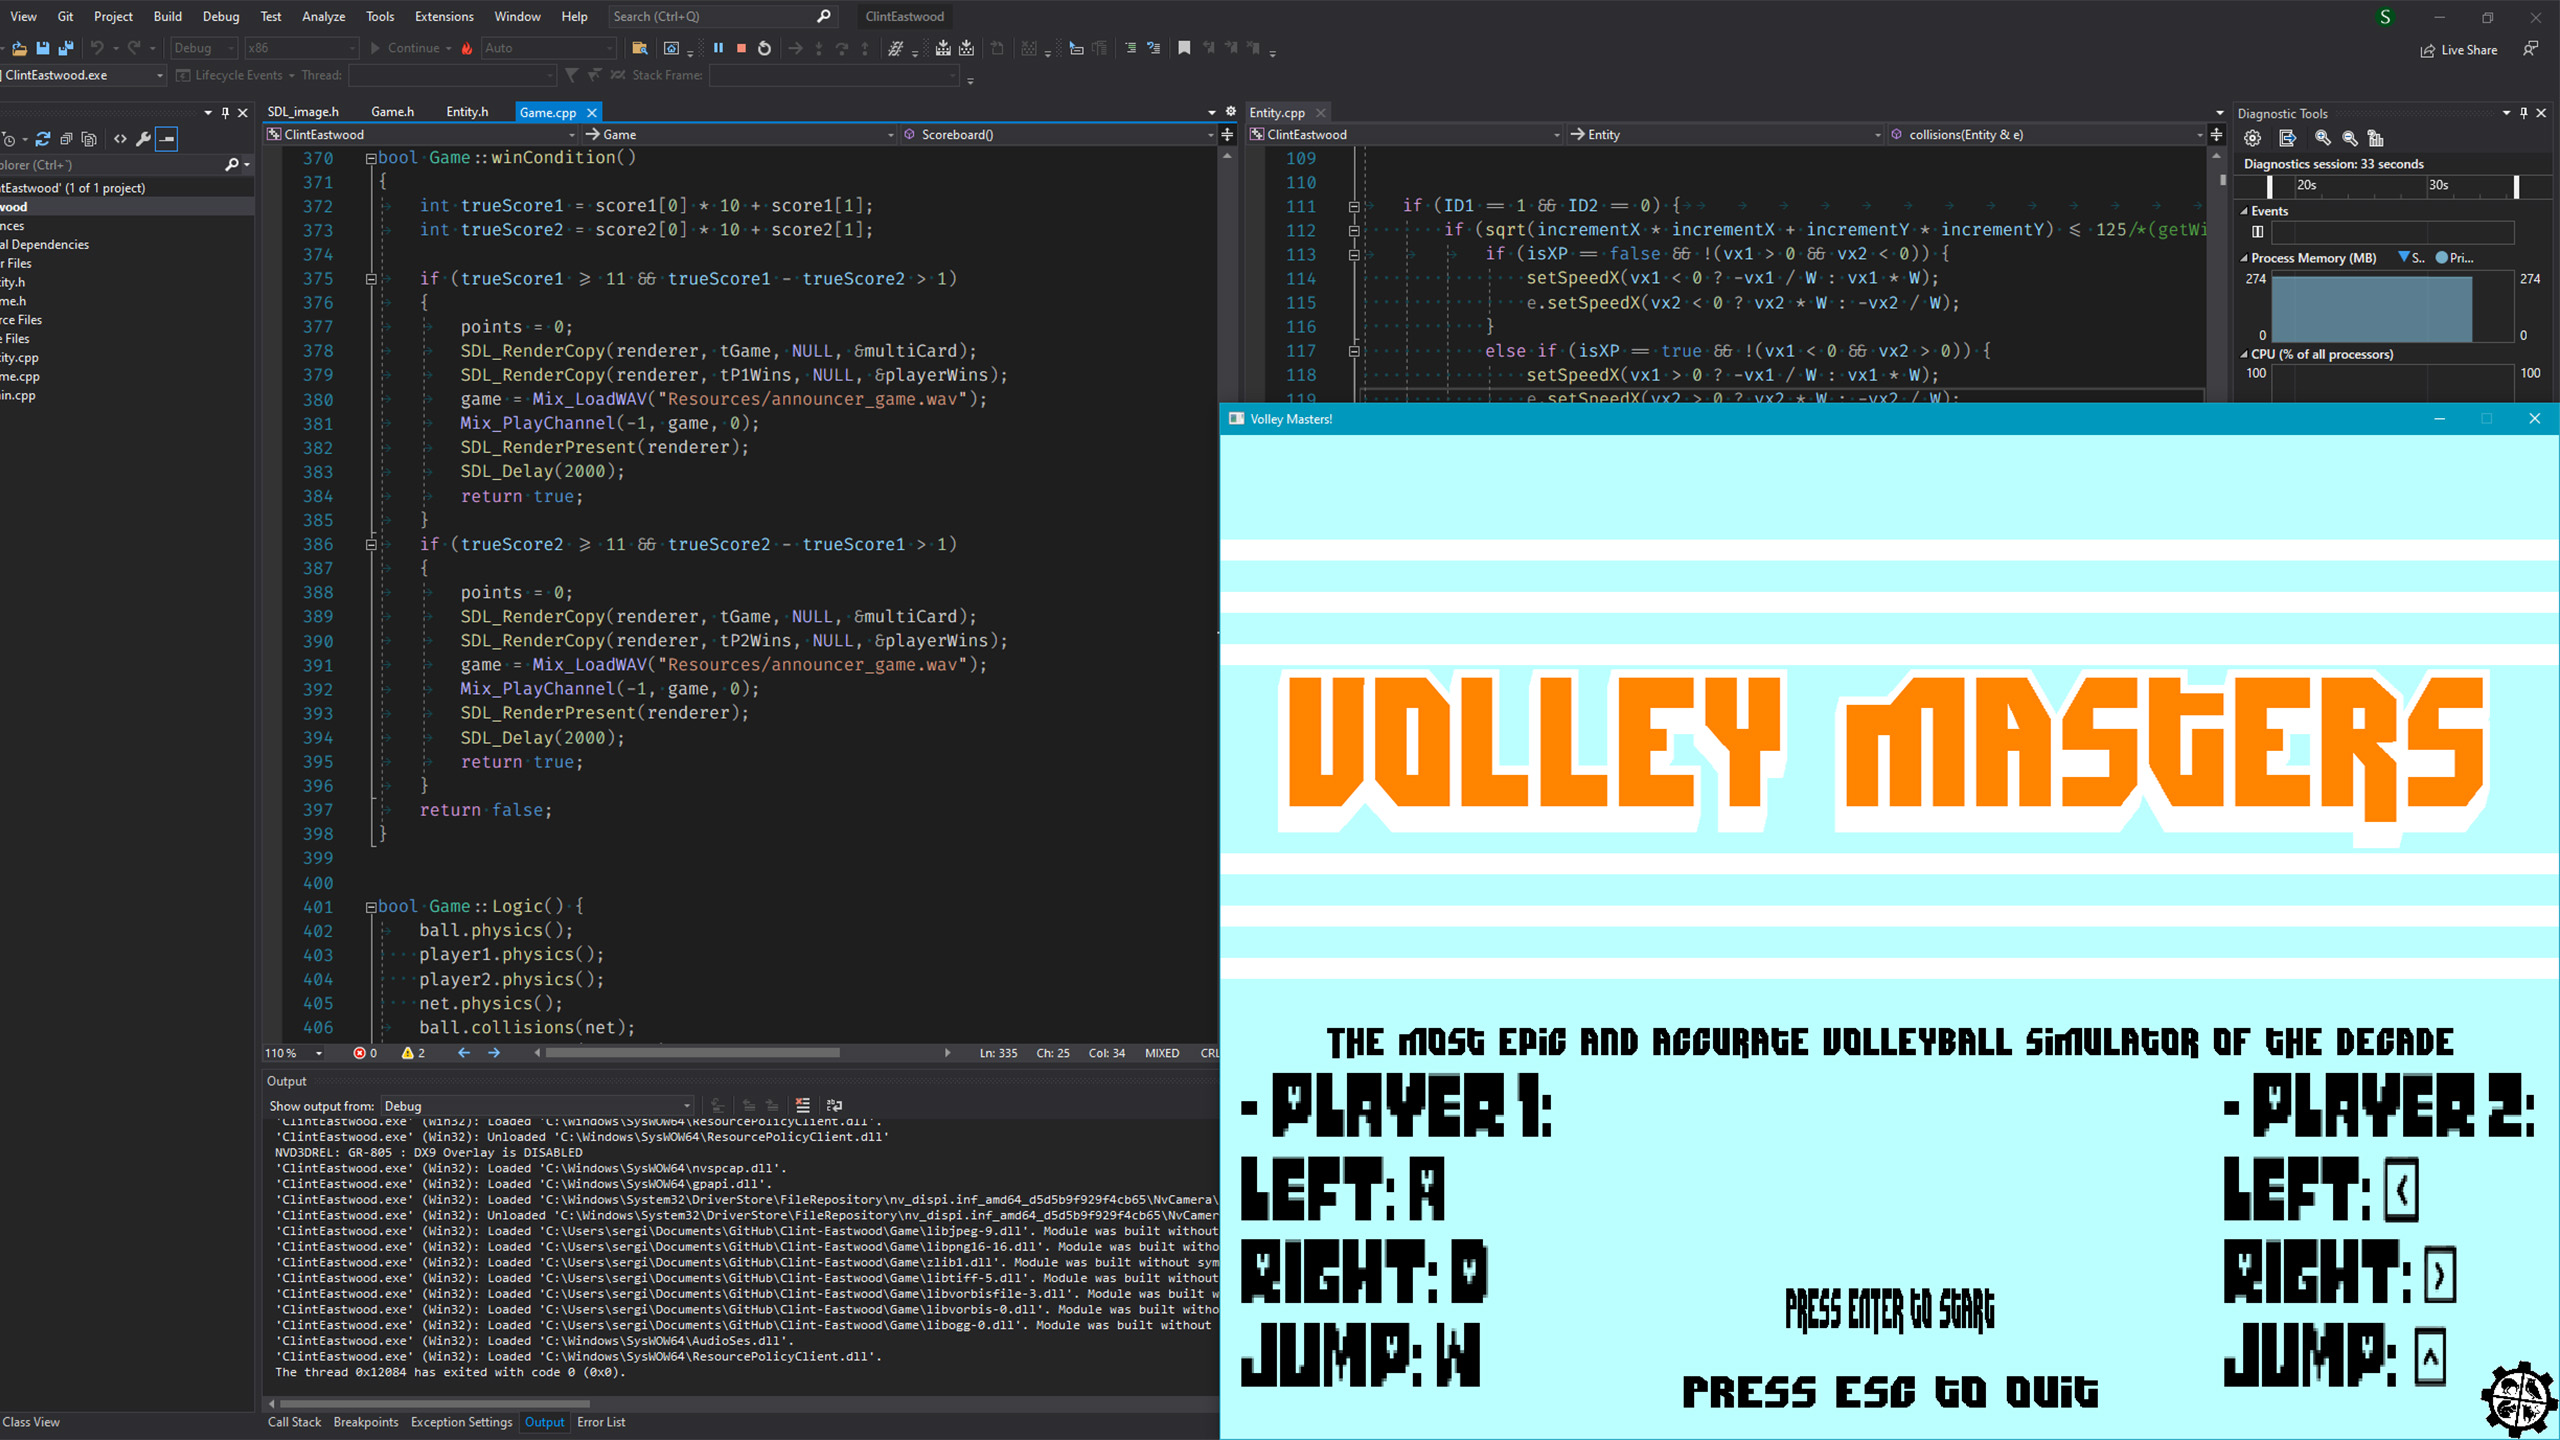 View Git Project Build Debug Test Analyze Tools Extensions Window Help Search (Ctrl+Q) ClintEastwood S
Debug x86 Continue Auto Live Share
ClintEastwood.exe Lifecycle Events Thread: Stack Frame:
SDL_image.h Game.h Entity.h Game.cpp
ClintEastwood Game Scoreboard()
plorer (Ctrl+¨)
ntEastwood' (1 of 1 project)
wood
nces
al Dependencies
r Files
ity.h
me.h
rce Files
e Files
ity.cpp
me.cpp
in.cpp
Class View
370 bool Game::winCondition()
371 {
372 int trueScore1 = score1[0] * 10 + score1[1];
373 int trueScore2 = score2[0] * 10 + score2[1];
374
375 if (trueScore1 >= 11 && trueScore1 - trueScore2 > 1)
376 {
377 points = 0;
378 SDL_RenderCopy(renderer, tGame, NULL, &multiCard);
379 SDL_RenderCopy(renderer, tP1Wins, NULL, &playerWins);
380 game = Mix_LoadWAV("Resources/announcer_game.wav");
381 Mix_PlayChannel(-1, game, 0);
382 SDL_RenderPresent(renderer);
383 SDL_Delay(2000);
384 return true;
385 }
386 if (trueScore2 >= 11 && trueScore2 - trueScore1 > 1)
387 {
388 points = 0;
389 SDL_RenderCopy(renderer, tGame, NULL, &multiCard);
390 SDL_RenderCopy(renderer, tP2Wins, NULL, &playerWins);
391 game = Mix_LoadWAV("Resources/announcer_game.wav");
392 Mix_PlayChannel(-1, game, 0);
393 SDL_RenderPresent(renderer);
394 SDL_Delay(2000);
395 return true;
396 }
397 return false;
398 }
399
400
401 bool Game::Logic() {
402 ball.physics();
403 player1.physics();
404 player2.physics();
405 net.physics();
406 ball.collisions(net);
110 % 0 2 Ln: 335 Ch: 25 Col: 34 MIXED CRL
Output
Show output from: Debug
'ClintEastwood.exe' (Win32): Loaded 'C:\Windows\SysWOW64\ResourcePolicyClient.dll'.
'ClintEastwood.exe' (Win32): Unloaded 'C:\Windows\SysWOW64\ResourcePolicyClient.dll'
NVD3DREL: GR-805 : DX9 Overlay is DISABLED
'ClintEastwood.exe' (Win32): Loaded 'C:\Windows\SysWOW64\nvspcap.dll'.
'ClintEastwood.exe' (Win32): Loaded 'C:\Windows\SysWOW64\gpapi.dll'.
'ClintEastwood.exe' (Win32): Loaded 'C:\Windows\System32\DriverStore\FileRepository\nv_dispi.inf_amd64_d5d5b9f929f4cb65\NvCamera\
'ClintEastwood.exe' (Win32): Unloaded 'C:\Windows\System32\DriverStore\FileRepository\nv_dispi.inf_amd64_d5d5b9f929f4cb65\NvCamer
'ClintEastwood.exe' (Win32): Loaded 'C:\Users\sergi\Documents\GitHub\Clint-Eastwood\Game\libjpeg-9.dll'. Module was built without
'ClintEastwood.exe' (Win32): Loaded 'C:\Users\sergi\Documents\GitHub\Clint-Eastwood\Game\libpng16-16.dll'. Module was built witho
'ClintEastwood.exe' (Win32): Loaded 'C:\Users\sergi\Documents\GitHub\Clint-Eastwood\Game\zlib1.dll'. Module was built without sym
'ClintEastwood.exe' (Win32): Loaded 'C:\Users\sergi\Documents\GitHub\Clint-Eastwood\Game\libtiff-5.dll'. Module was built without
'ClintEastwood.exe' (Win32): Loaded 'C:\Users\sergi\Documents\GitHub\Clint-Eastwood\Game\libvorbisfile-3.dll'. Module was built w
'ClintEastwood.exe' (Win32): Loaded 'C:\Users\sergi\Documents\GitHub\Clint-Eastwood\Game\libvorbis-0.dll'. Module was built witho
'ClintEastwood.exe' (Win32): Loaded 'C:\Users\sergi\Documents\GitHub\Clint-Eastwood\Game\libogg-0.dll'. Module was built without
'ClintEastwood.exe' (Win32): Loaded 'C:\Windows\SysWOW64\AudioSes.dll'.
'ClintEastwood.exe' (Win32): Loaded 'C:\Windows\SysWOW64\ResourcePolicyClient.dll'.
The thread 0x12084 has exited with code 0 (0x0).
Call Stack Breakpoints Exception Settings Output Error List
Entity.cpp
ClintEastwood Entity collisions(Entity & e)
109
110
111 if (ID1 == 1 && ID2 == 0) {
112 if (sqrt(incrementX * incrementX + incrementY * incrementY) <= 125/*(getWi
113 if (isXP == false && !(vx1 > 0 && vx2 < 0)) {
114 setSpeedX(vx1 < 0 ? -vx1 / W : vx1 * W);
115 e.setSpeedX(vx2 < 0 ? vx2 * W : -vx2 / W);
116 }
117 else if (isXP == true && !(vx1 < 0 && vx2 > 0)) {
118 setSpeedX(vx1 > 0 ? -vx1 / W : vx1 * W);
119 e.setSpeedX(vx2 > 0 ? vx2 * W : -vx2 / W);
Diagnostic Tools
Diagnostics session: 33 seconds
20s 30s
Events
Process Memory (MB) S.. Pri...
274 274
0 0
CPU (% of all processors)
100 100
Volley Masters!
VOLLEY MASTERS
THE MOST EPIC AND ACCURATE VOLLEYBALL SIMULATOR OF THE DECADE
- PLAYER 1:
LEFT: A
RIGHT: D
JUMP: W
PRESS ENTER TO START
PRESS ESC TO QUIT
- PLAYER 2:
LEFT: <
RIGHT: >
JUMP: ^